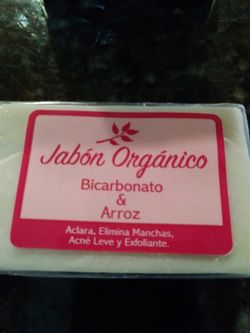 Jabón Orgánico
Bicarbonato
&
Arroz
Aclara, Elimina Manchas,
Acné Leve y Exfoliante.